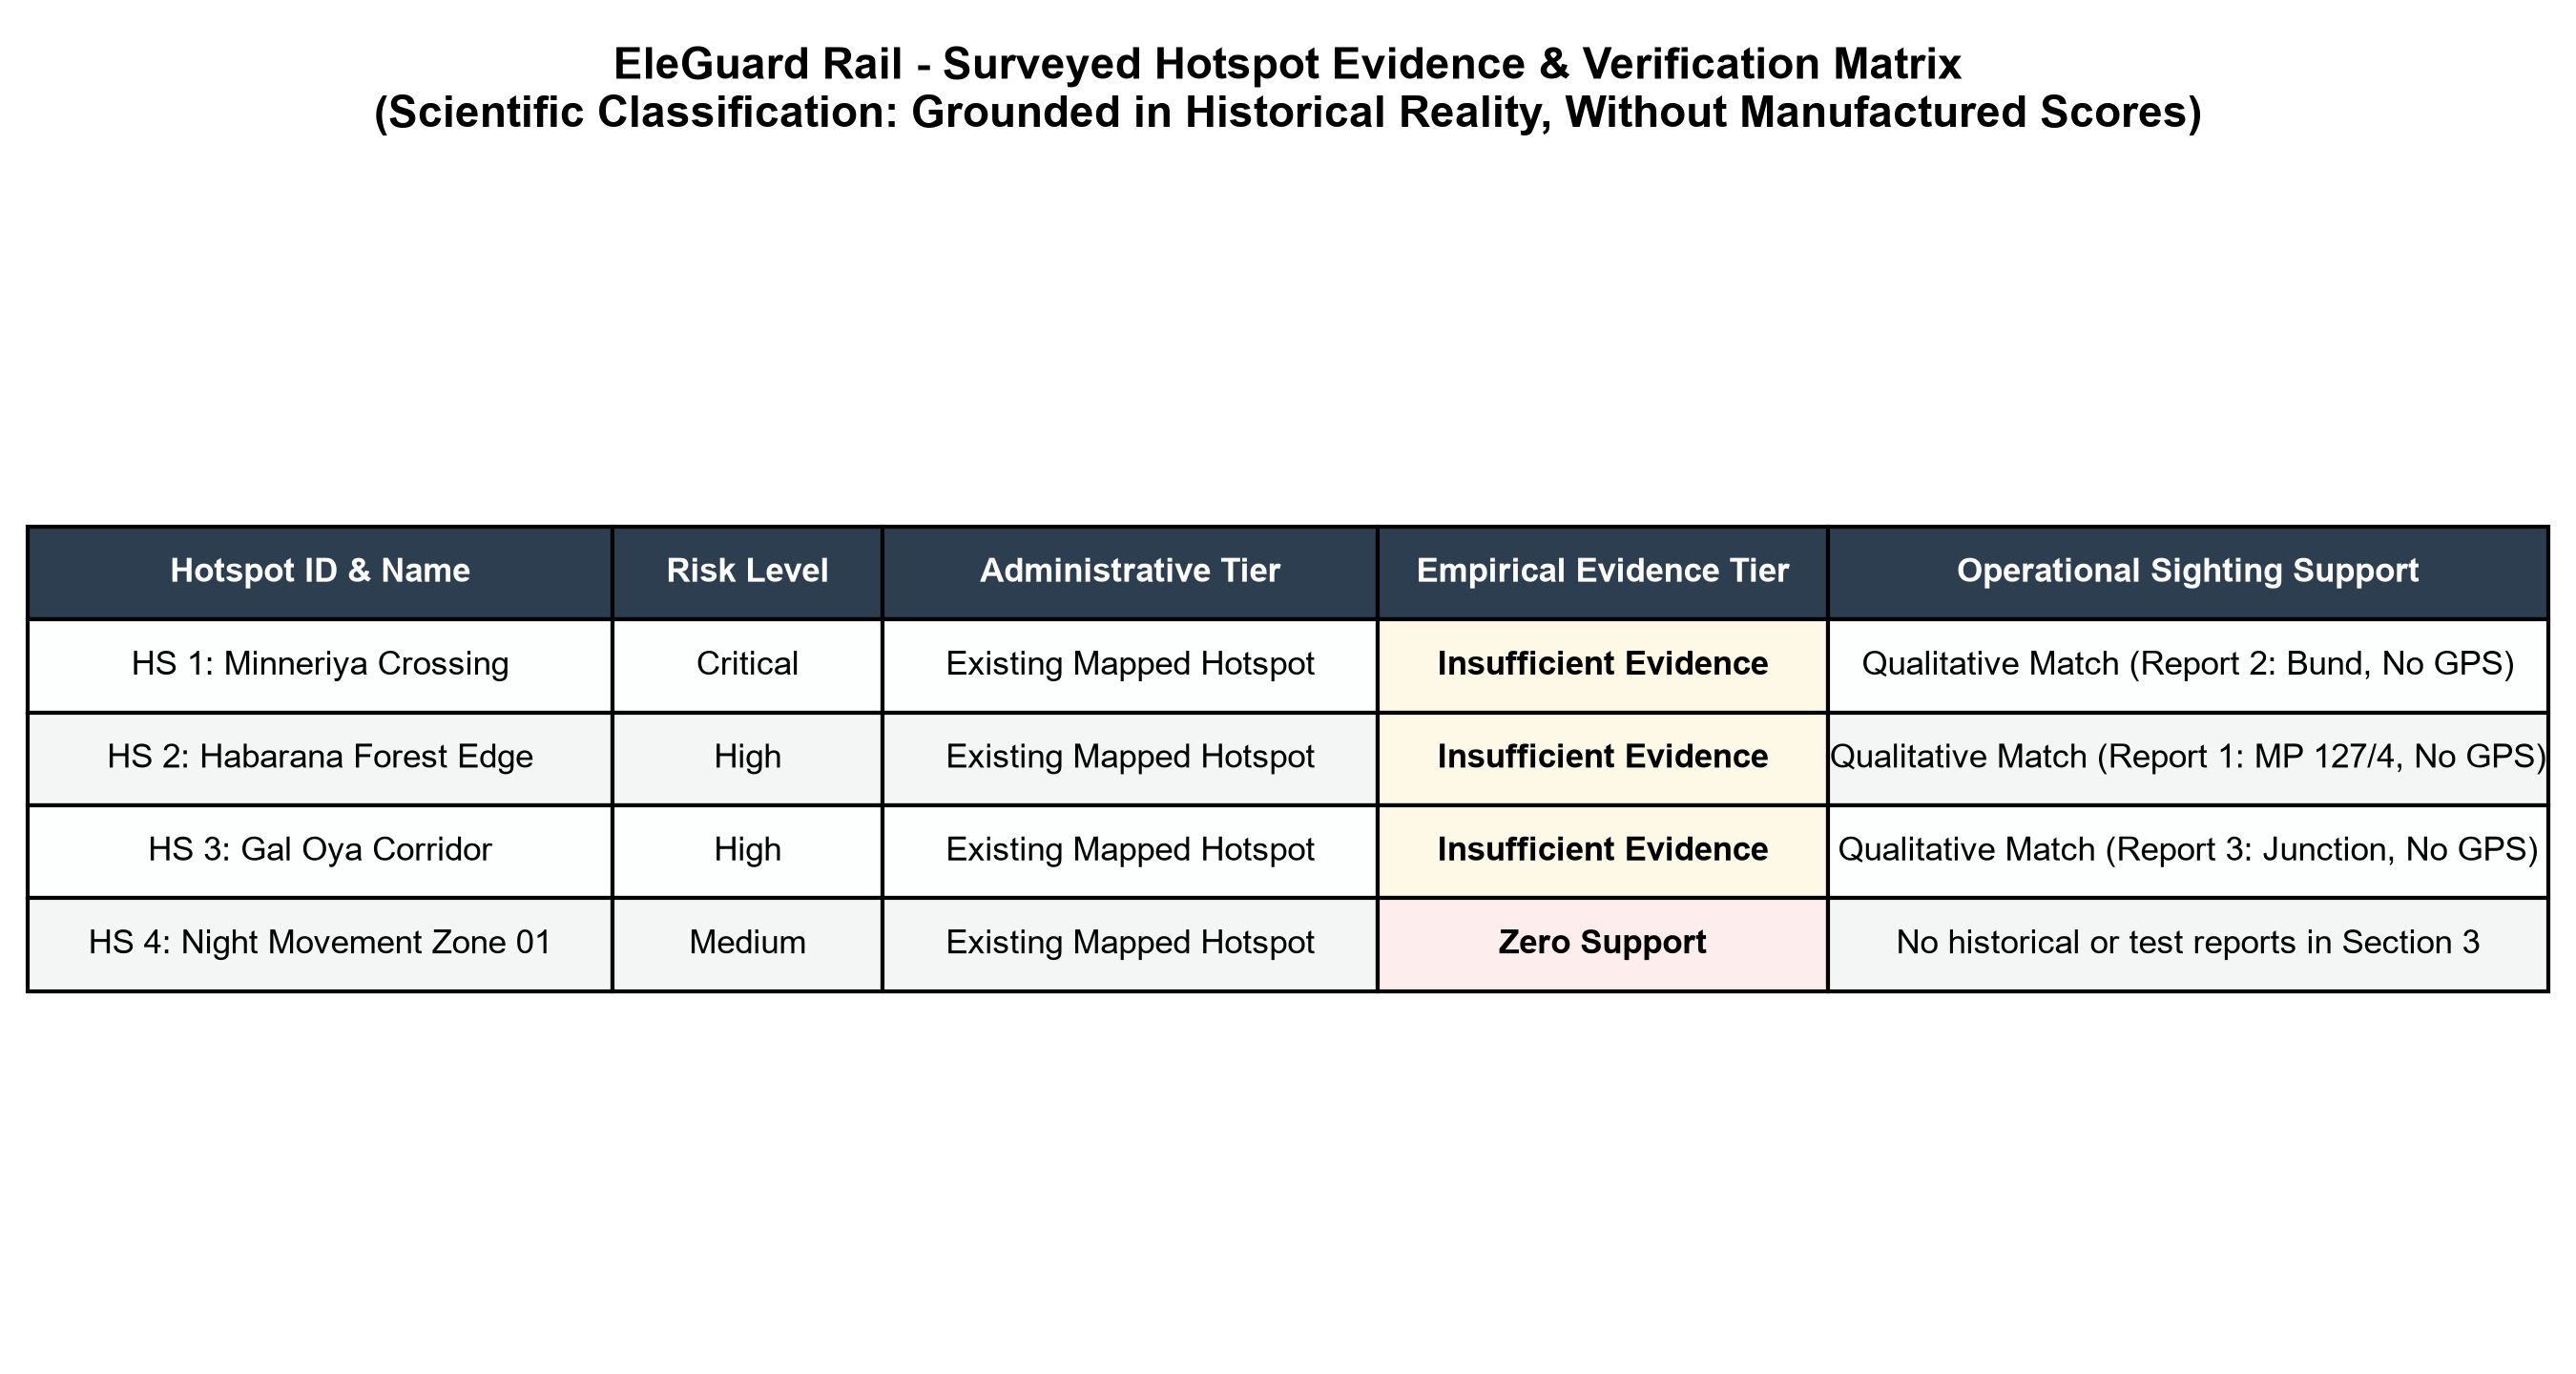 EleGuard Rail - Surveyed Hotspot Evidence & Verification Matrix
(Scientific Classification: Grounded in Historical Reality, Without Manufactured Scores)
Hotspot ID & Name Risk Level Administrative Tier Empirical Evidence Tier Operational Sighting Support
HS 1: Minneriya Crossing Critical Existing Mapped Hotspot Insufficient Evidence Qualitative Match (Report 2: Bund, No GPS)
HS 2: Habarana Forest Edge High Existing Mapped Hotspot Insufficient Evidence Qualitative Match (Report 1: MP 127/4, No GPS)
HS 3: Gal Oya Corridor High Existing Mapped Hotspot Insufficient Evidence Qualitative Match (Report 3: Junction, No GPS)
HS 4: Night Movement Zone 01 Medium Existing Mapped Hotspot Zero Support No historical or test reports in Section 3